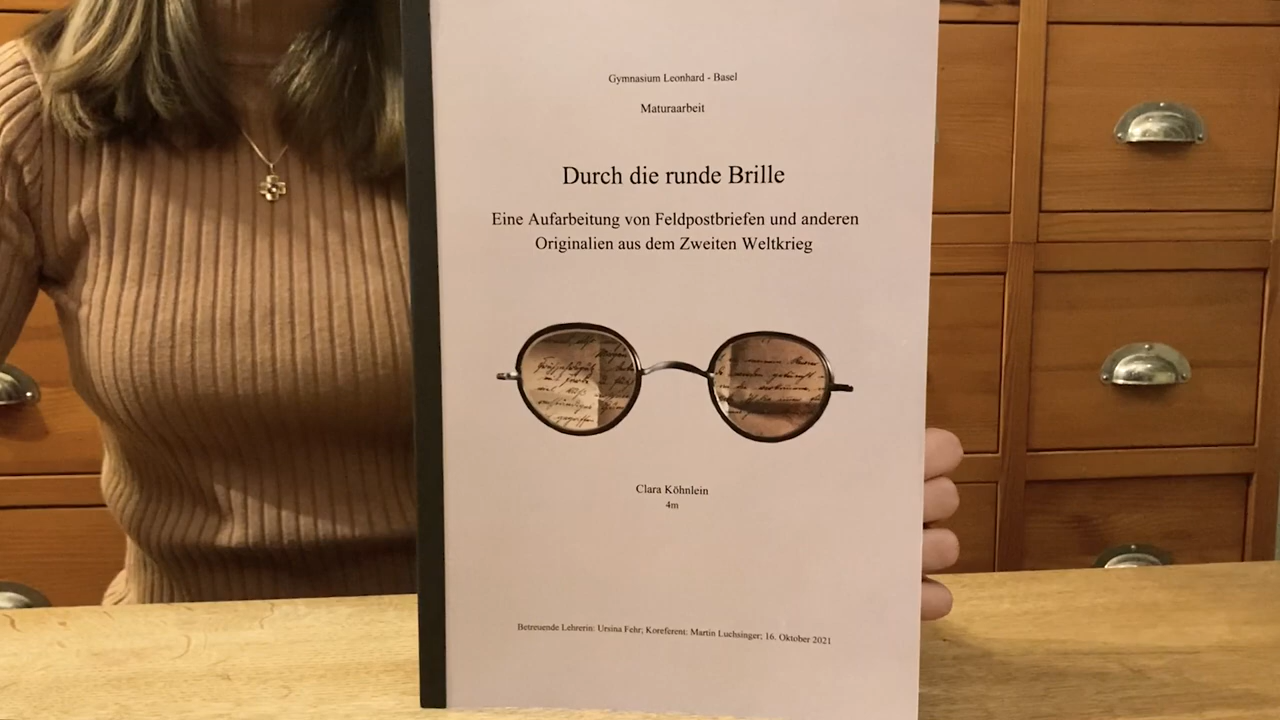 Gymnasium Leonhard - Basel
Maturaarbeit
Durch die runde Brille
Eine Aufarbeitung von Feldpostbriefen und anderen
Originalien aus dem Zweiten Weltkrieg
Clara Köhnlein
4m
Betreuende Lehrerin: Ursina Fehr; Koreferent: Martin Luchsinger; 16. Oktober 2021